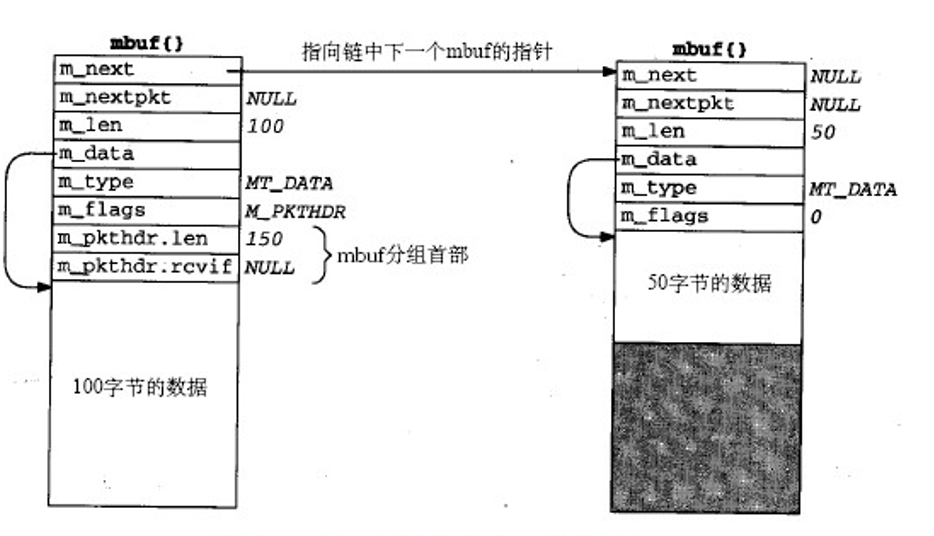 mbuf{}
m_next
m_nextpkt NULL
m_len 100
m_data
m_type MT_DATA
m_flags M_PKTHDR
m_pkthdr.len 150
m_pkthdr.rcvif NULL
mbuf分组首部
100字节的数据
指向链中下一个mbuf的指针
mbuf{}
m_next NULL
m_nextpkt NULL
m_len 50
m_data
m_type MT_DATA
m_flags 0
50字节的数据